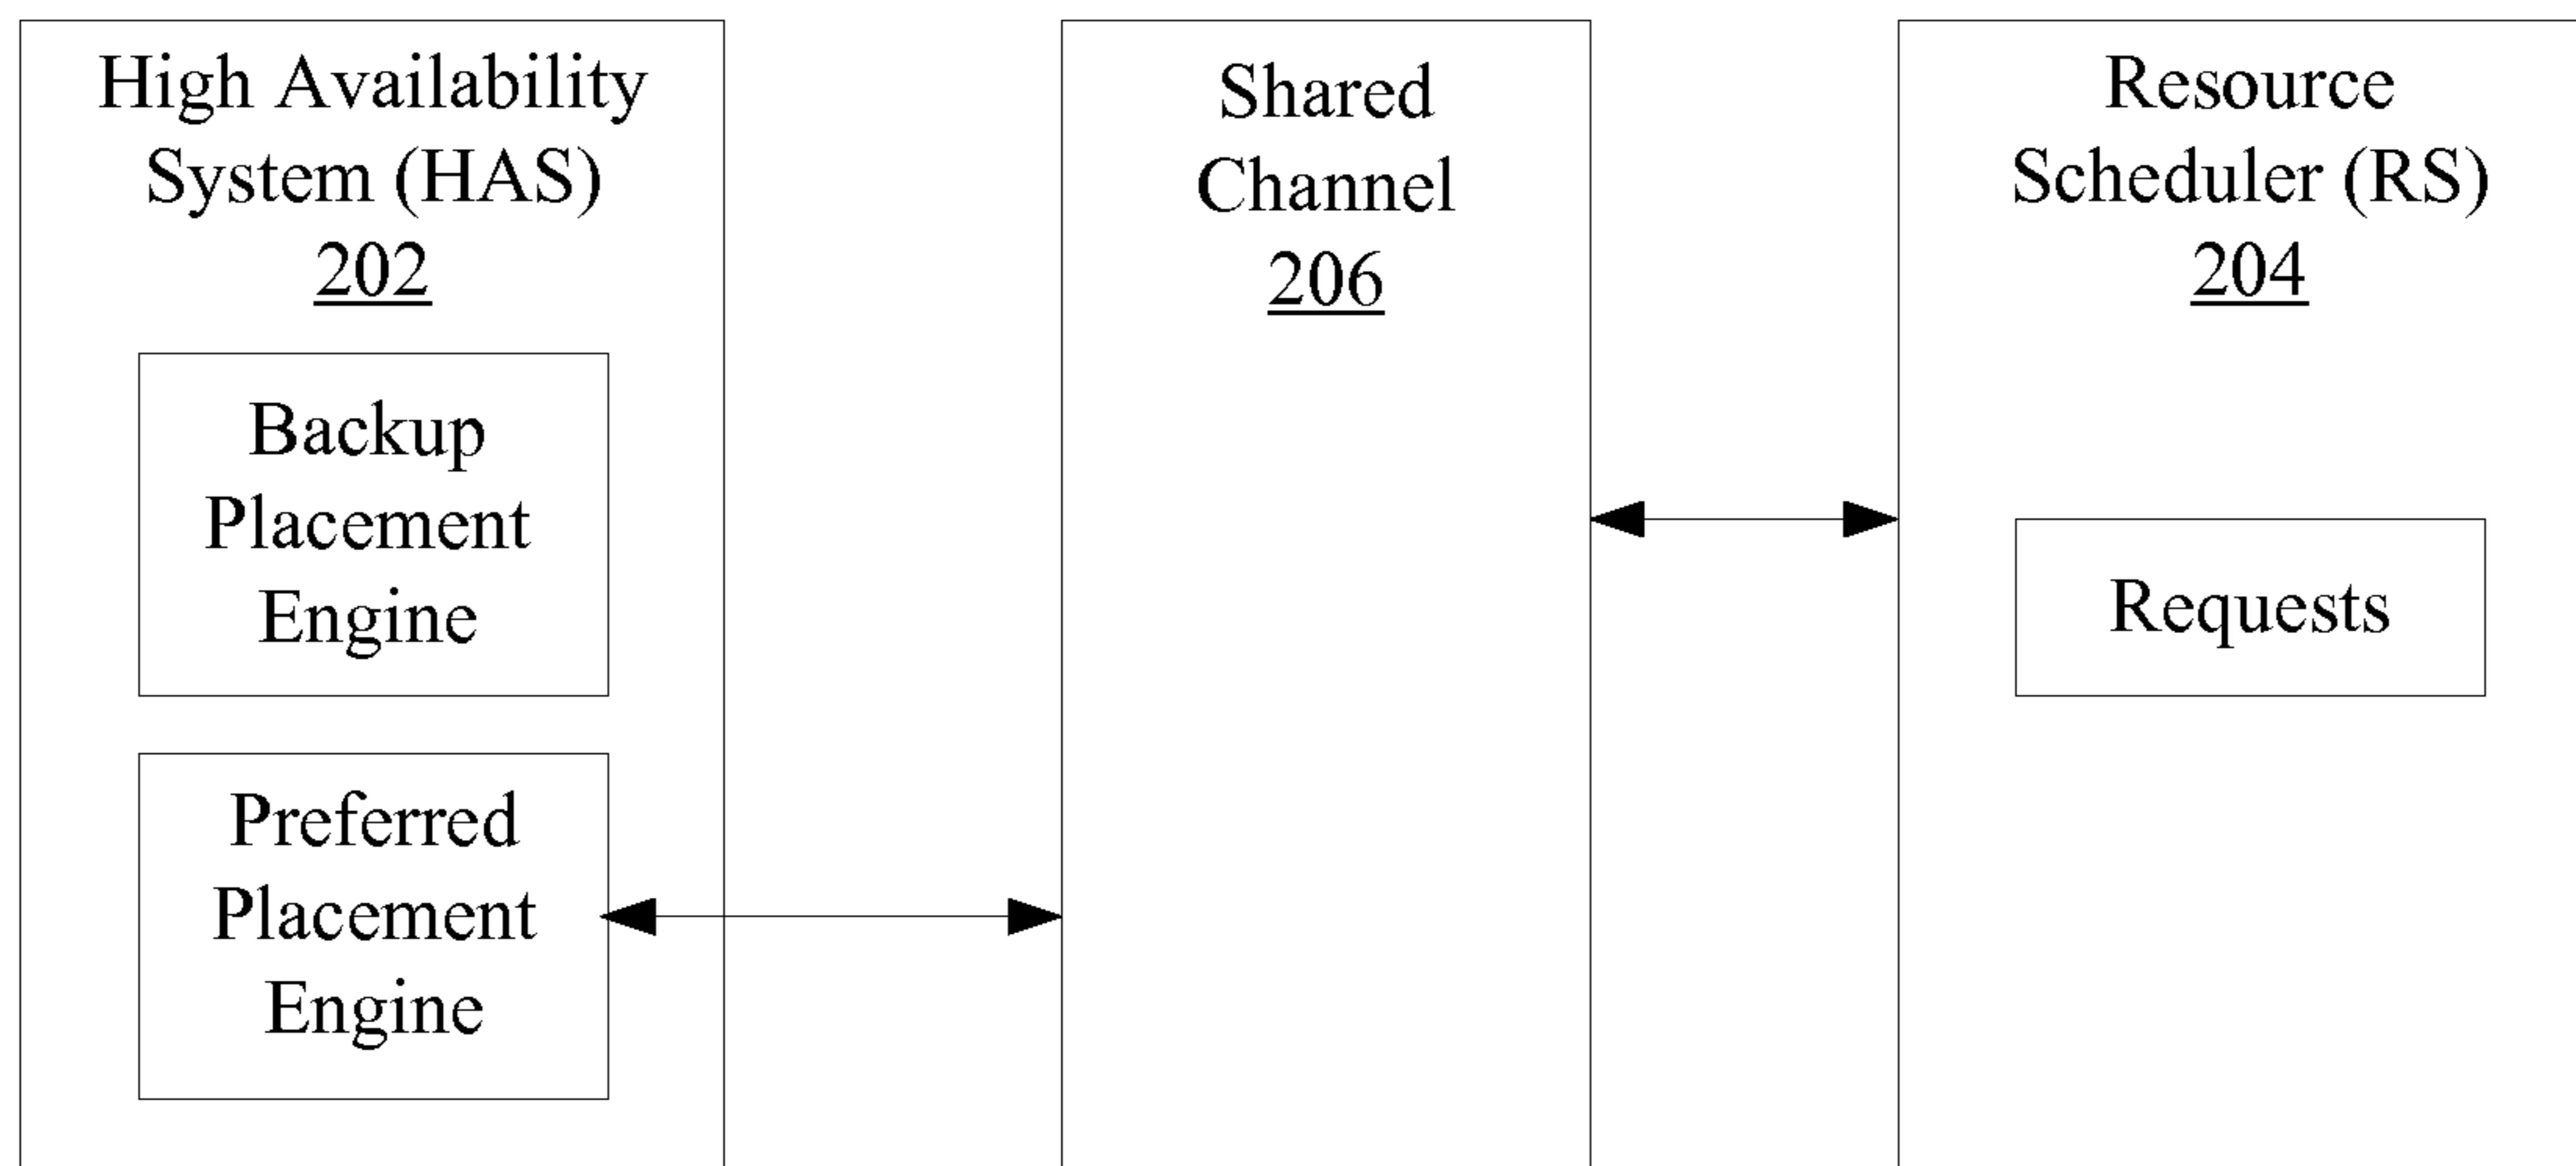 High Availability
System (HAS)
202
Backup
Placement
Engine
Preferred
Placement
Engine
Shared
Channel
206
Resource
Scheduler (RS)
204
Requests